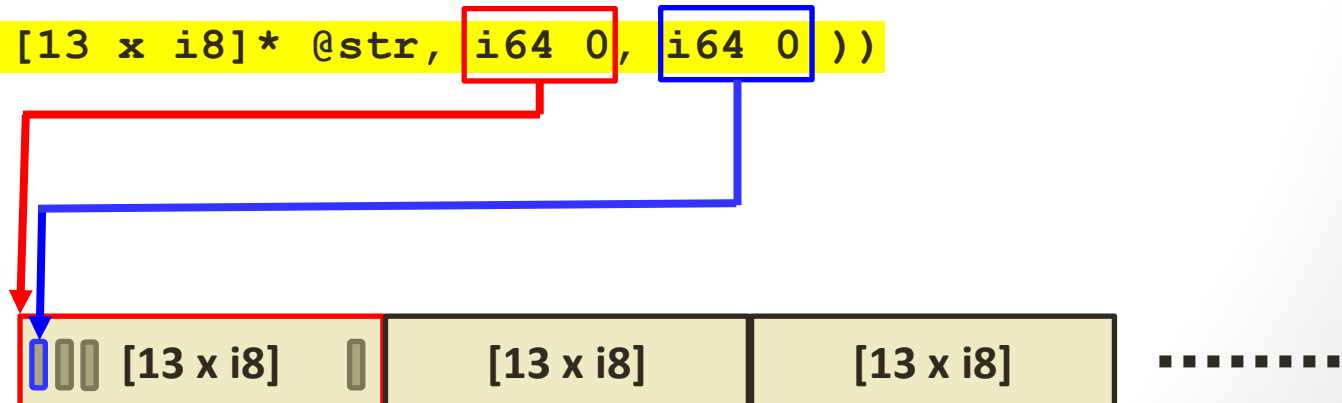 [13 x i8]* @str, i64 0, i64 0 ))
[13 x i8] [13 x i8] [13 x i8] ........